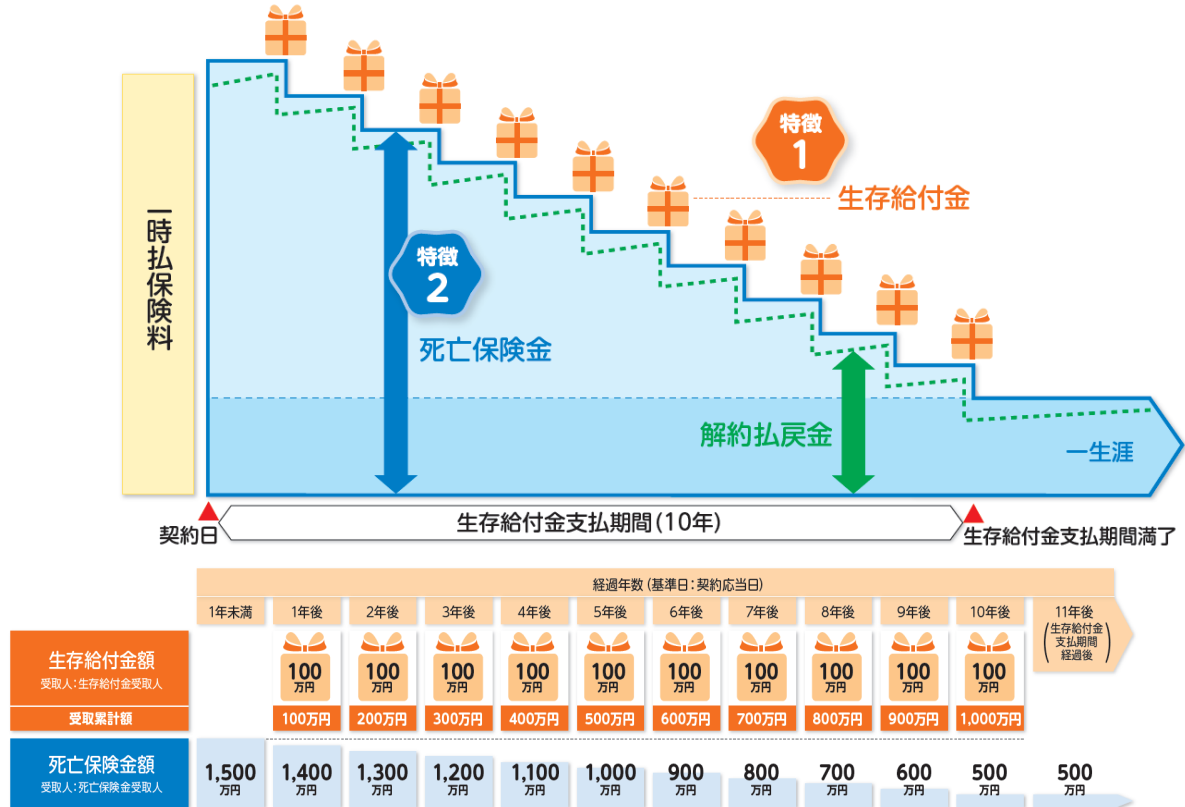 特徴
1
生存給付金
一時払保険料
特徴
2
死亡保険金
解約払戻金
一生涯
契約日
生存給付金支払期間(10年)
生存給付金支払期間満了
経過年数(基準日:契約応当日)
1年未満 1年後 2年後 3年後 4年後 5年後 6年後 7年後 8年後 9年後 10年後 11年後
(生存給付金
支払期間
経過後)
生存給付金額
受取人:生存給付金受取人
100 100 100 100 100 100 100 100 100 100
万円 万円 万円 万円 万円 万円 万円 万円 万円 万円
受取累計額 100万円 200万円 300万円 400万円 500万円 600万円 700万円 800万円 900万円 1,000万円
死亡保険金額
受取人:死亡保険金受取人
1,500 1,400 1,300 1,200 1,100 1,000 900 800 700 600 500 500
万円 万円 万円 万円 万円 万円 万円 万円 万円 万円 万円 万円